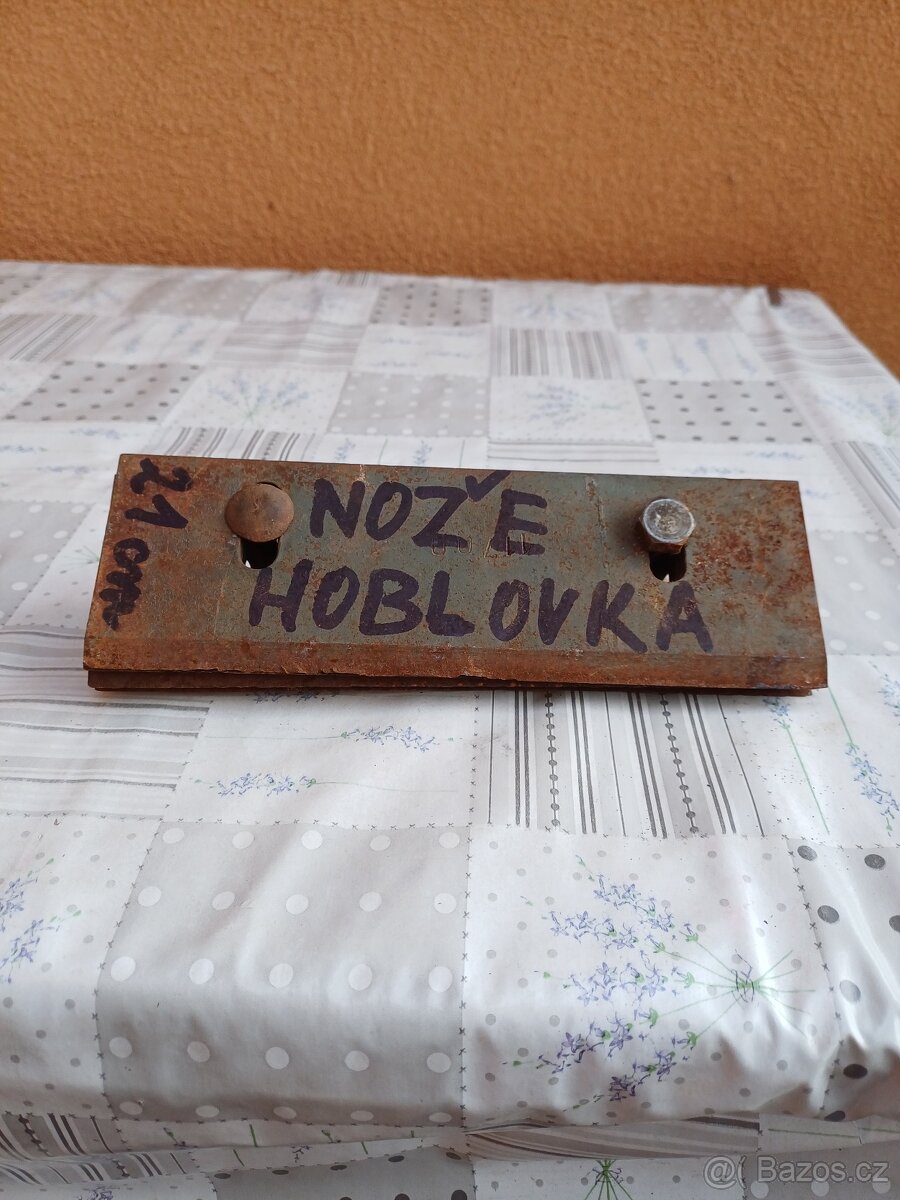 21 cm
NOŽE
HOBLOVKA
@ Bazos.cz